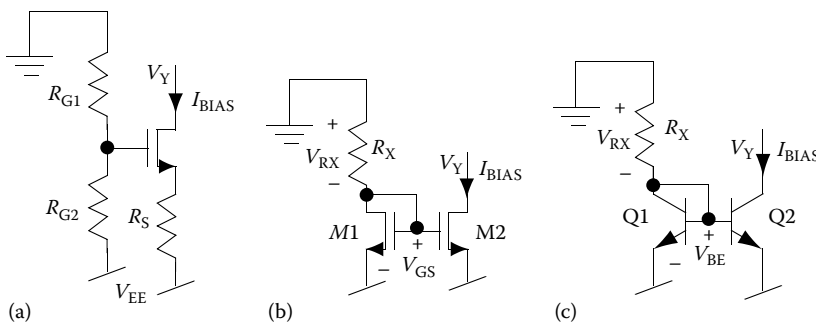 (a)
R_G1
R_G2
V_Y
I_BIAS
R_S
V_EE
(b)
+
V_RX
R_X
−
V_Y
I_BIAS
M1
M2
+
V_GS
−
(c)
+
V_RX
R_X
−
V_Y
I_BIAS
Q1
Q2
+
V_BE
−